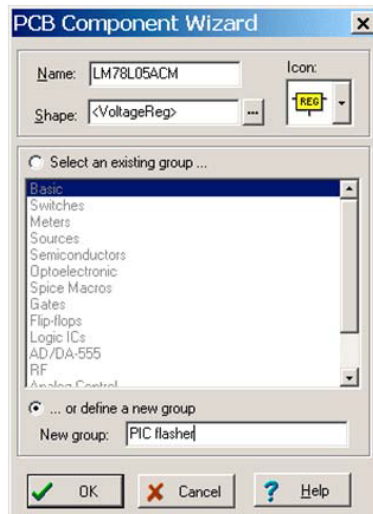 PCB Component Wizard
Name: LM78L05ACM
Icon:
REG
Shape: <VoltageReg> ...
Select an existing group ...
Basic
Switches
Meters
Sources
Semiconductors
Optoelectronic
Spice Macros
Gates
Flip-flops
Logic ICs
AD/DA-555
RF
Analog Control
... or define a new group
New group: PIC flasher
OK Cancel ? Help